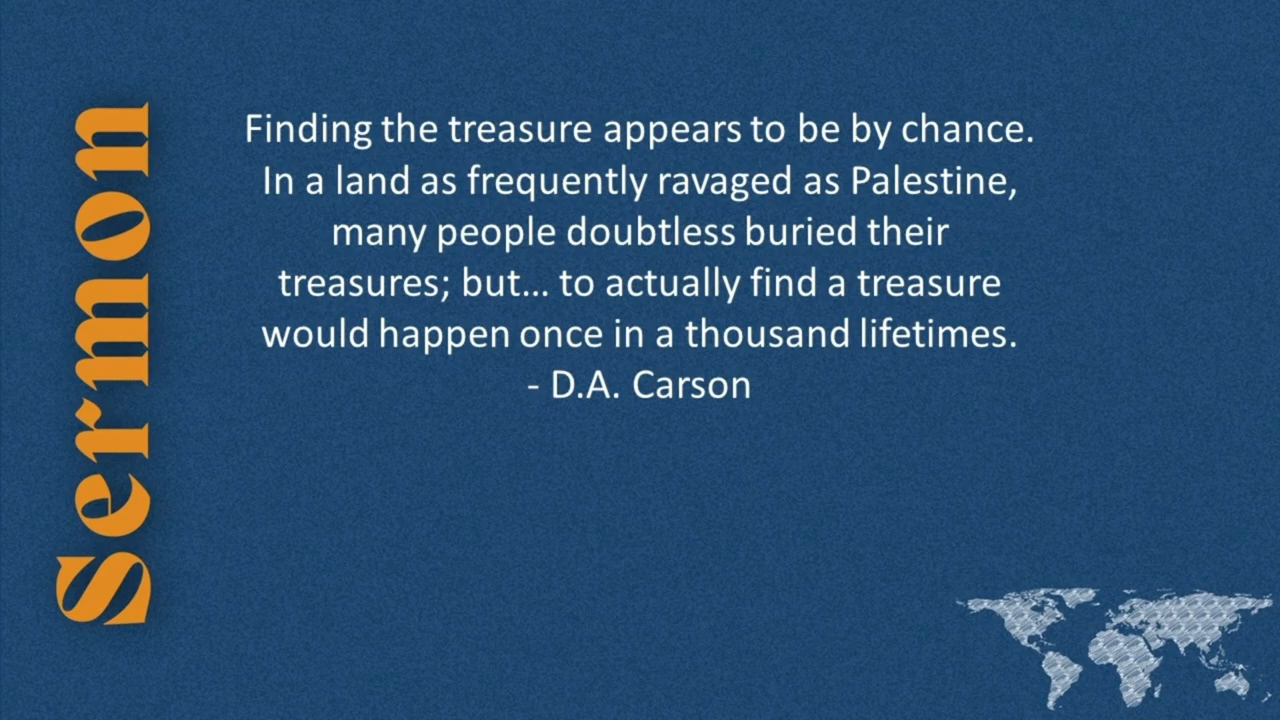 Sermon
Finding the treasure appears to be by chance.
In a land as frequently ravaged as Palestine,
many people doubtless buried their
treasures; but... to actually find a treasure
would happen once in a thousand lifetimes.
- D.A. Carson